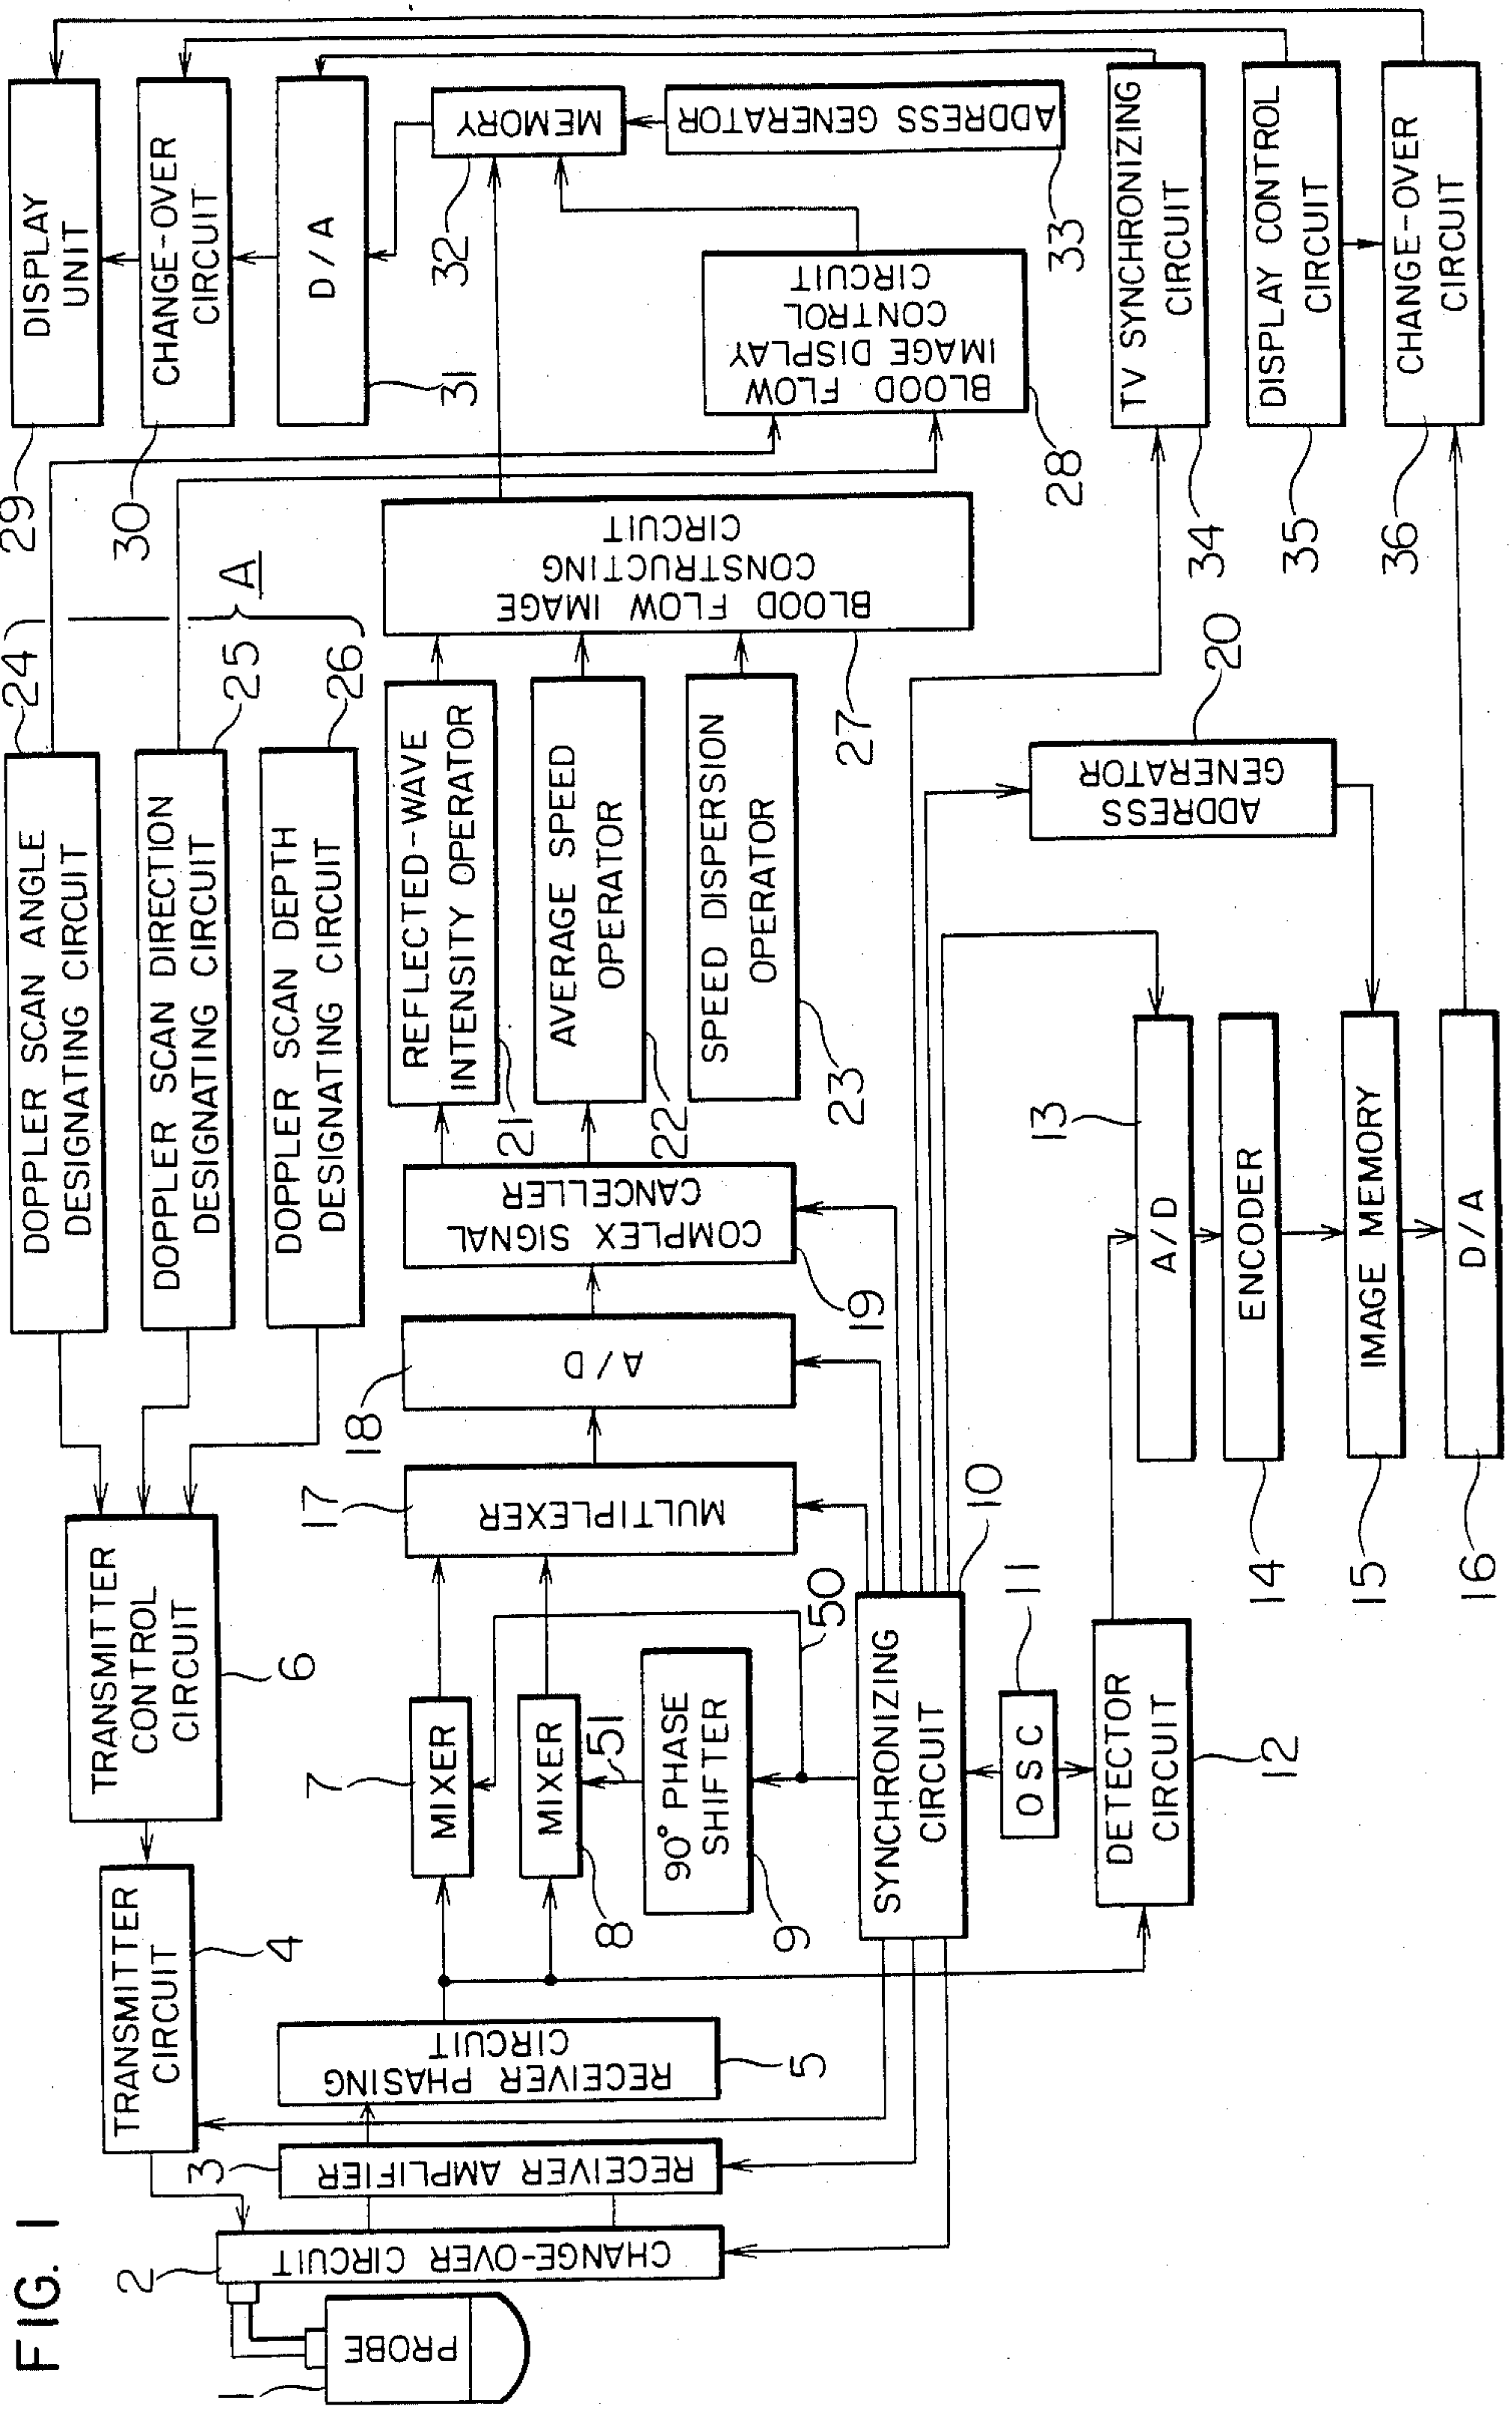 FIG. 1
1
PROBE
2
CHANGE-OVER CIRCUIT
3
RECEIVER AMPLIFIER
TRANSMITTER
CIRCUIT
4
RECEIVER PHASING
CIRCUIT
5
TRANSMITTER
CONTROL
CIRCUIT
6
7
MIXER
MIXER
8
51
90° PHASE
SHIFTER
9
50
SYNCHRONIZING
CIRCUIT
10
OSC
11
DETECTOR
CIRCUIT
12
17
MULTIPLEXER
18
A/D
COMPLEX SIGNAL
CANCELLER
19
13
A/D
ENCODER
14
IMAGE MEMORY
15
D/A
16
ADDRESS
GENERATOR
20
DOPPLER SCAN ANGLE
DESIGNATING CIRCUIT
24
DOPPLER SCAN DIRECTION
DESIGNATING CIRCUIT
25
DOPPLER SCAN DEPTH
DESIGNATING CIRCUIT
26
A
REFLECTED-WAVE
INTENSITY OPERATOR
21
AVERAGE SPEED
OPERATOR
22
SPEED DISPERSION
OPERATOR
23
BLOOD FLOW IMAGE
CONSTRUCTING
CIRCUIT
27
BLOOD FLOW
IMAGE DISPLAY
CONTROL
CIRCUIT
28
DISPLAY
UNIT
29
CHANGE-OVER
CIRCUIT
30
D/A
31
MEMORY
32
ADDRESS GENERATOR
33
TV SYNCHRONIZING
CIRCUIT
34
DISPLAY CONTROL
CIRCUIT
35
CHANGE-OVER
CIRCUIT
36